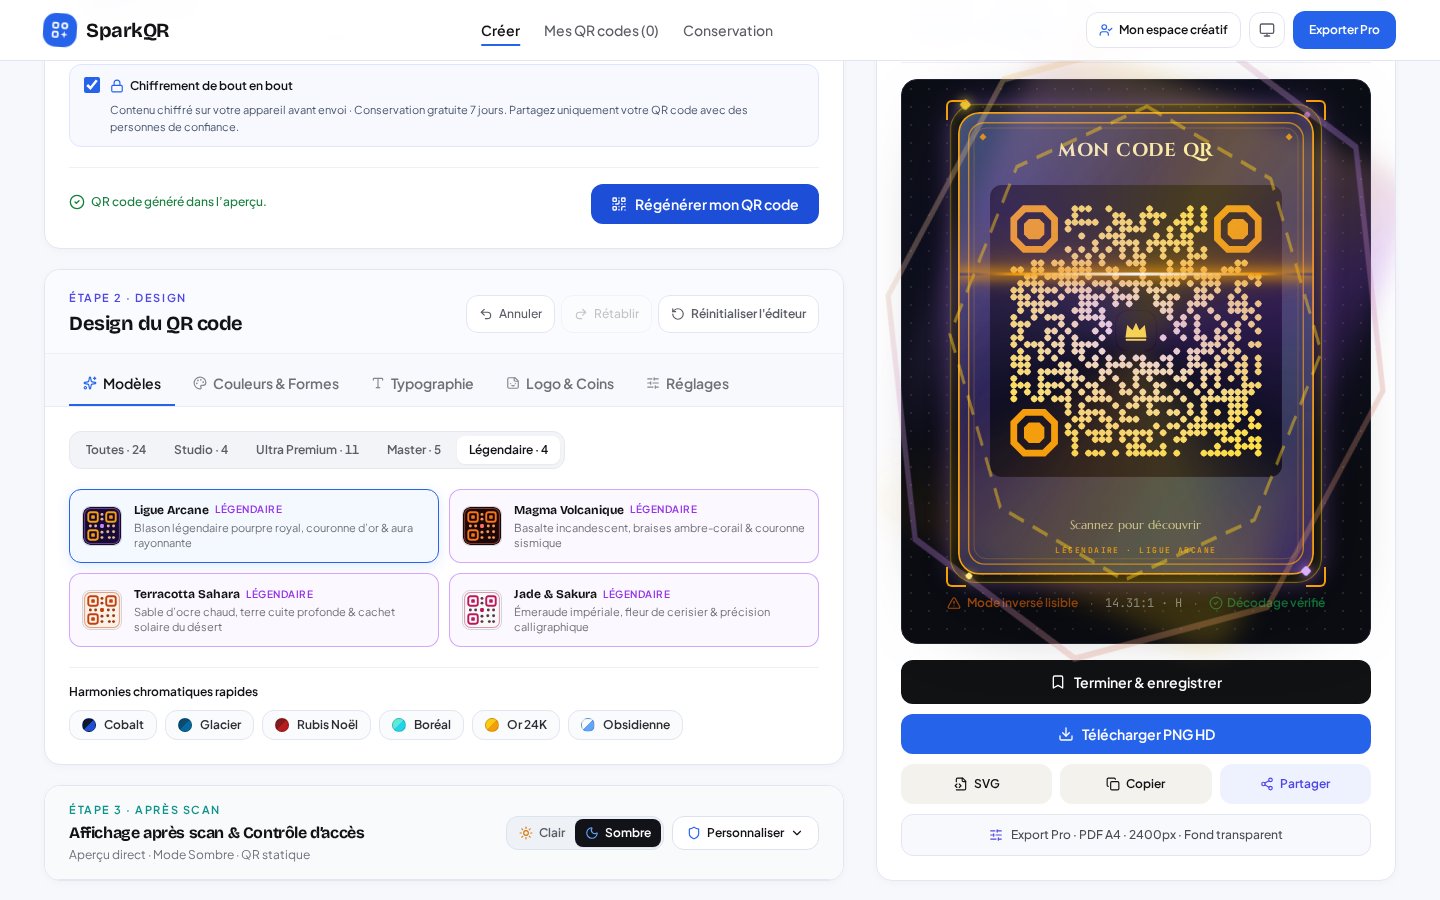 SparkQR
Créer
Mes QR codes (0)
Conservation
Mon espace créatif
Exporter Pro
Chiffrement de bout en bout
Contenu chiffré sur votre appareil avant envoi · Conservation gratuite 7 jours. Partagez uniquement votre QR code avec des
personnes de confiance.
QR code généré dans l'aperçu.
Régénérer mon QR code
ÉTAPE 2 · DESIGN
Design du QR code
Annuler
Rétablir
Réinitialiser l'éditeur
Modèles
Couleurs & Formes
Typographie
Logo & Coins
Réglages
Toutes · 24
Studio · 4
Ultra Premium · 11
Master · 5
Légendaire · 4
Ligue Arcane LÉGENDAIRE
Blason légendaire pourpre royal, couronne d'or & aura
rayonnante
Magma Volcanique LÉGENDAIRE
Basalte incandescent, braises ambre-corail & couronne
sismique
Terracotta Sahara LÉGENDAIRE
Sable d'ocre chaud, terre cuite profonde & cachet
solaire du désert
Jade & Sakura LÉGENDAIRE
Émeraude impériale, fleur de cerisier & précision
calligraphique
Harmonies chromatiques rapides
Cobalt
Glacier
Rubis Noël
Boréal
Or 24K
Obsidienne
ÉTAPE 3 · APRÈS SCAN
Affichage après scan & Contrôle d'accès
Aperçu direct · Mode Sombre · QR statique
Clair
Sombre
Personnaliser
MON CODE QR
Scannez pour découvrir
LÉGENDAIRE · LIGUE ARCANE
Mode inversé lisible · 14.31:1 · H · Décodage vérifié
Terminer & enregistrer
Télécharger PNG HD
SVG
Copier
Partager
Export Pro · PDF A4 · 2400px · Fond transparent